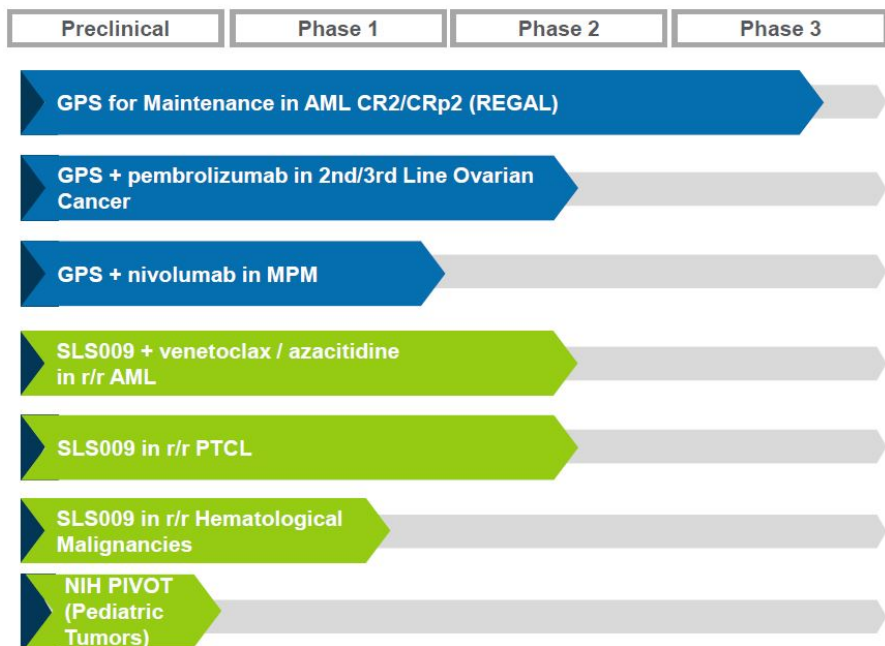 Preclinical
Phase 1
Phase 2
Phase 3
GPS for Maintenance in AML CR2/CRp2 (REGAL)
GPS + pembrolizumab in 2nd/3rd Line Ovarian
Cancer
GPS + nivolumab in MPM
SLS009 + venetoclax / azacitidine
in r/r AML
SLS009 in r/r PTCL
SLS009 in r/r Hematological
Malignancies
NIH PIVOT
(Pediatric
Tumors)